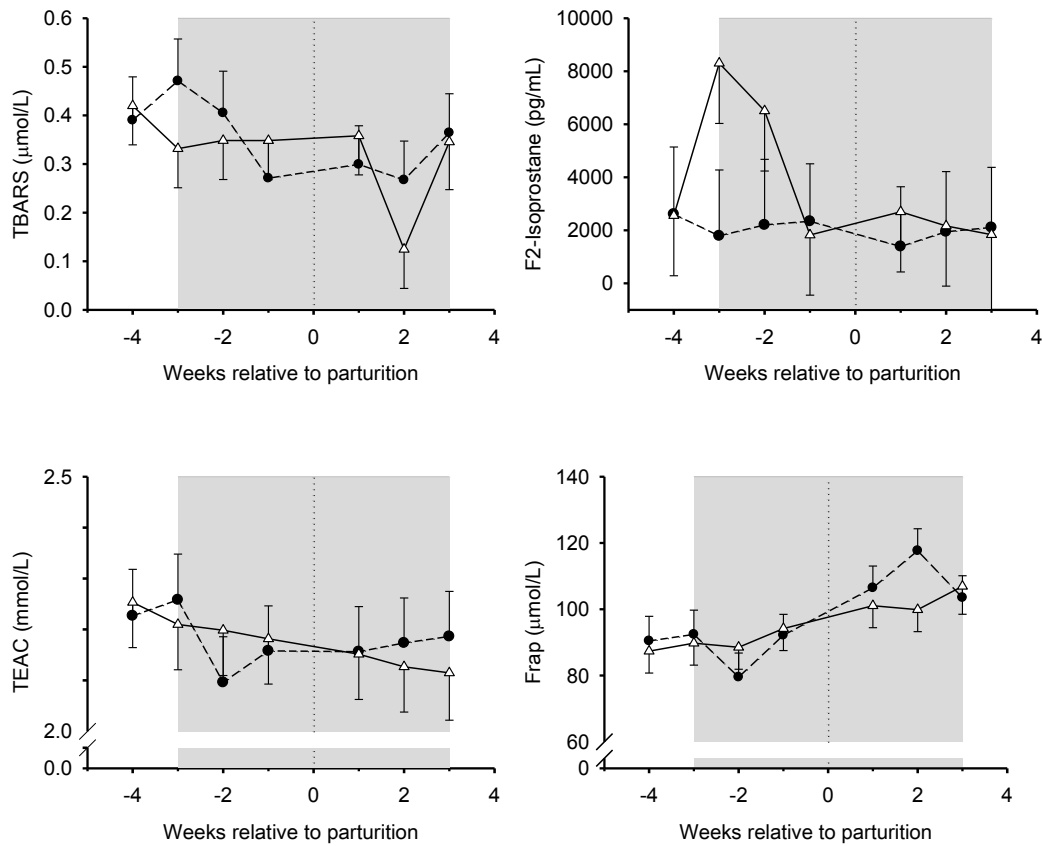 0.6
0.5
0.4
0.3
0.2
0.1
0.0
TBARS (μmol/L)
-4 -2 0 2 4
Weeks relative to parturition
10000
8000
6000
4000
2000
0
F2-Isoprostane (pg/mL)
-4 -2 0 2 4
Weeks relative to parturition
2.5
2.0
0.0
TEAC (mmol/L)
-4 -2 0 2 4
Weeks relative to parturition
140
120
100
80
60
0
Frap (μmol/L)
-4 -2 0 2 4
Weeks relative to parturition